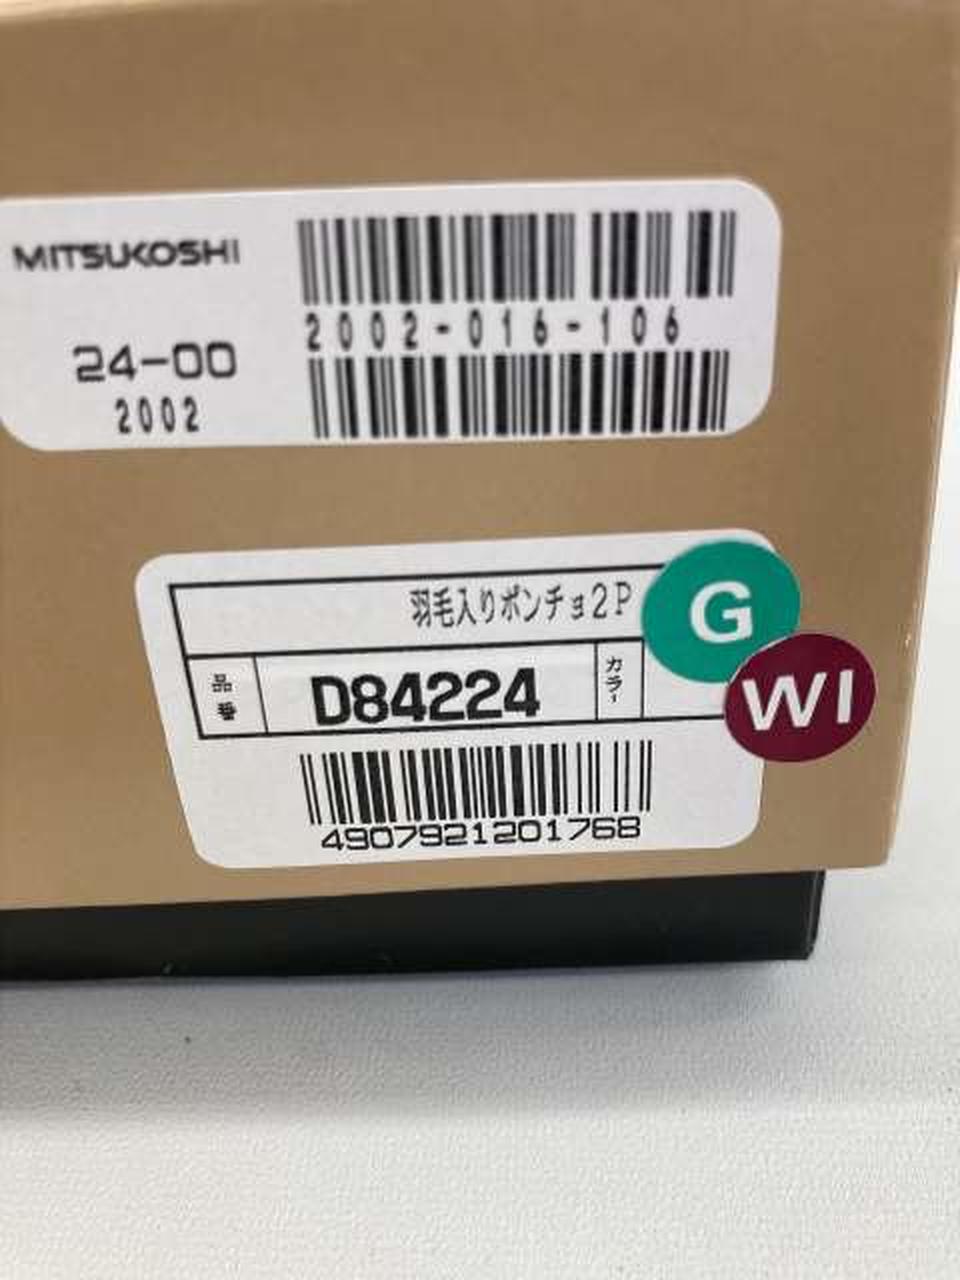 MITSUKOSHI
2002-016-106
24-00
2002
羽毛入りポンチョ2P
G
品番
D84224
カラー
WI
4907921201768